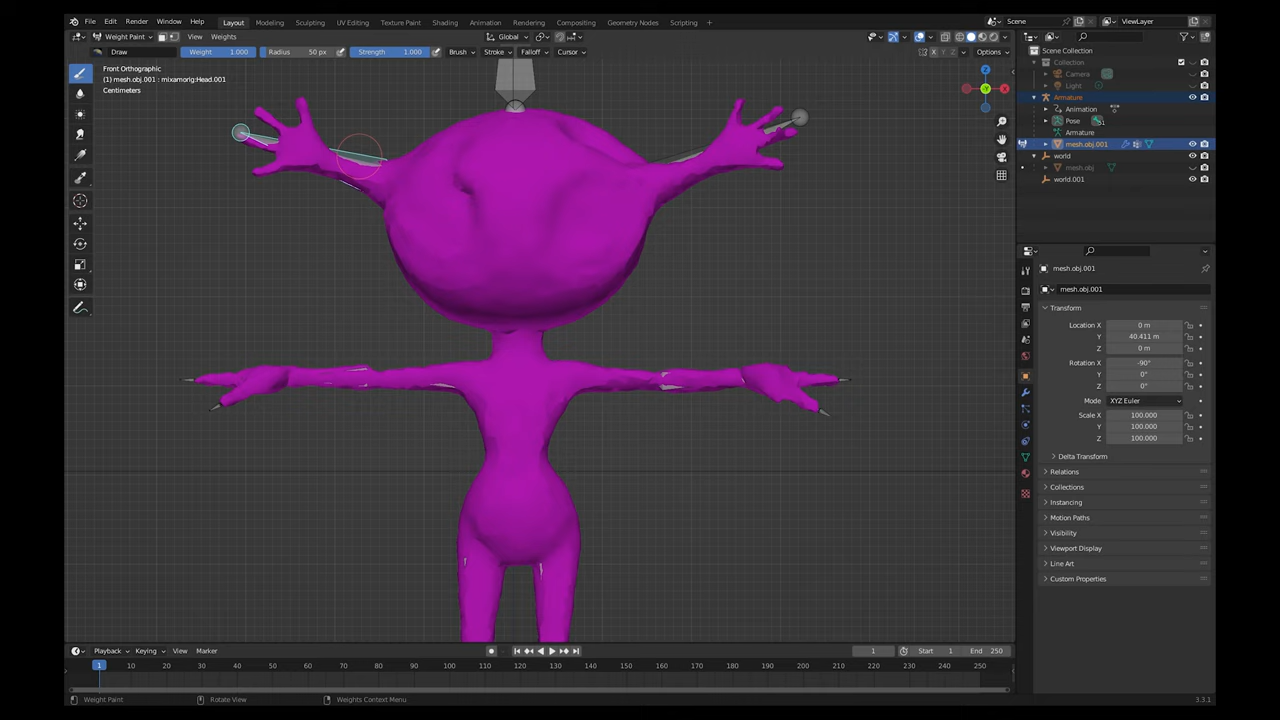 File Edit Render Window Help Layout Modeling Sculpting UV Editing Texture Paint Shading Animation Rendering Compositing Geometry Nodes Scripting + Scene ViewLayer
Weight Paint View Weights Global
Draw Weight 1.000 Radius 50 px Strength 1.000 Brush Stroke Falloff Cursor X Y Z Options
Front Orthographic
(1) mesh.obj.001 : mixamorig:Head.001
Centimeters
Scene Collection
Collection
Camera
Light
Armature
Animation
Pose
Armature
mesh.obj.001
world
mesh.obj
world.001
Z
X
Y
mesh.obj.001
mesh.obj.001
Transform
Location X 0 m
Y 40.411 m
Z 0 m
Rotation X -90°
Y 0°
Z 0°
Mode XYZ Euler
Scale X 100.000
Y 100.000
Z 100.000
Delta Transform
Relations
Collections
Instancing
Motion Paths
Visibility
Viewport Display
Line Art
Custom Properties
Playback Keying View Marker 1 Start 1 End 250
1 10 20 30 40 50 60 70 80 90 100 110 120 130 140 150 160 170 180 190 200 210 220 230 240 250
Weight Paint Rotate View Weights Context Menu 3.3.1